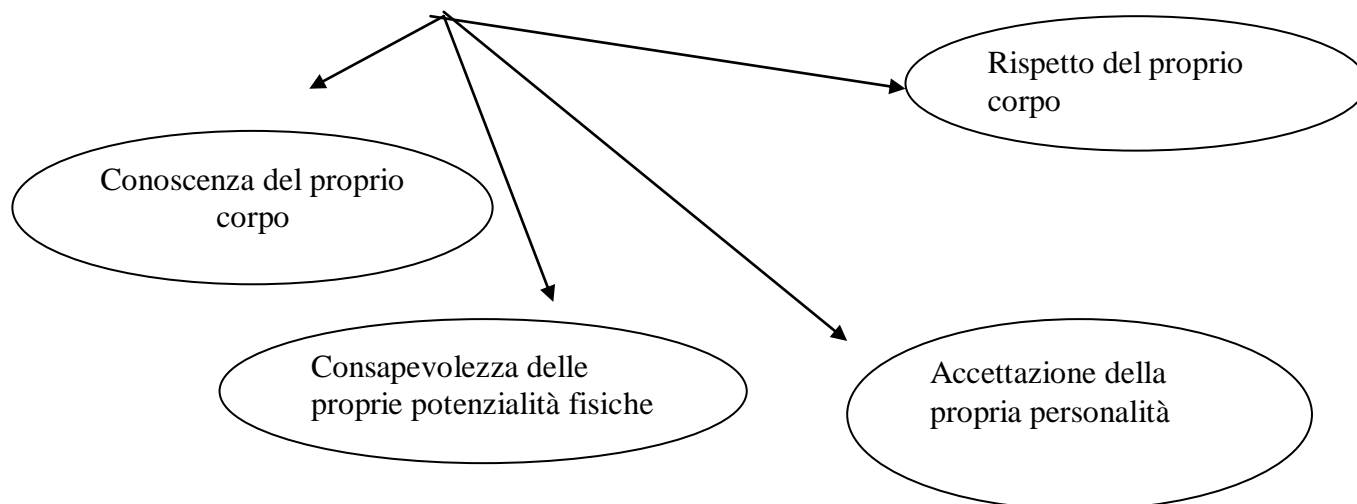 Rispetto del proprio
corpo
Conoscenza del proprio
corpo
Consapevolezza delle
proprie potenzialità fisiche
Accettazione della
propria personalità